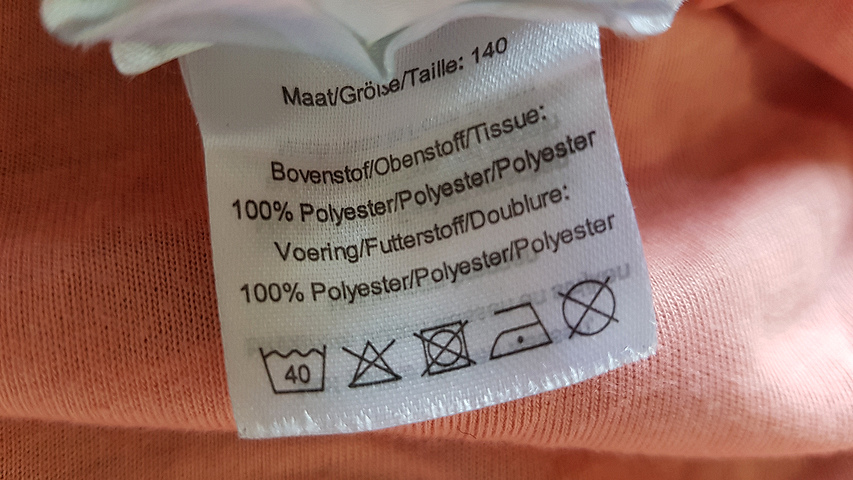 Maat/Größe/Taille: 140
Bovenstof/Obenstoff/Tissue:
100% Polyester/Polyester/Polyester
Voering/Futterstoff/Doublure:
100% Polyester/Polyester/Polyester
40